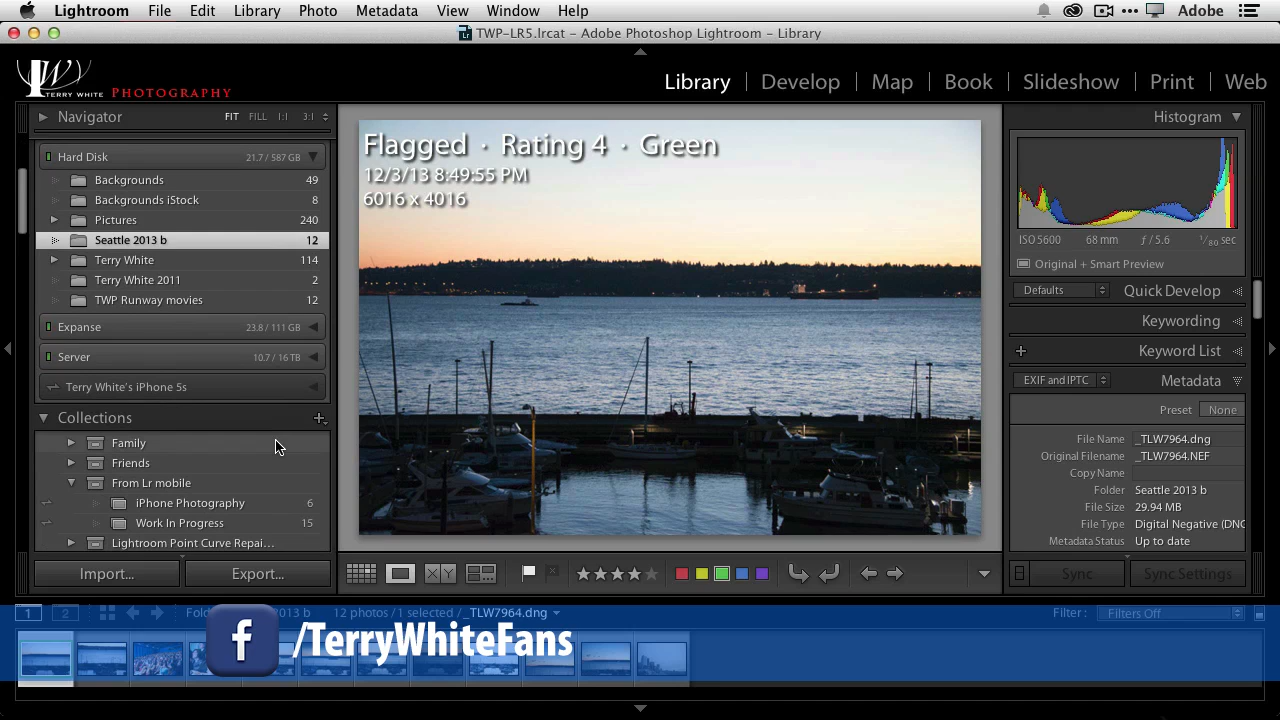 Lightroom File Edit Library Photo Metadata View Window Help Adobe
TWP-LR5.lrcat – Adobe Photoshop Lightroom – Library
TERRY WHITE PHOTOGRAPHY
Library | Develop | Map | Book | Slideshow | Print | Web
Navigator FIT FILL 1:1 3:1
Histogram
Hard Disk 21.7 / 587 GB
Backgrounds 49
Backgrounds iStock 8
Pictures 240
Seattle 2013 b 12
Terry White 114
Terry White 2011 2
TWP Runway movies 12
Expanse 23.8 / 111 GB
Server 10.7 / 16 TB
Terry White's iPhone 5s
Collections
Family
Friends
From Lr mobile
iPhone Photography 6
Work In Progress 15
Lightroom Point Curve Repai...
Import... Export...
Flagged · Rating 4 · Green
12/3/13 8:49:55 PM
6016 x 4016
ISO 5600 68 mm ƒ / 5.6 1/80 sec
Original + Smart Preview
Defaults Quick Develop
Keywording
Keyword List
EXIF and IPTC Metadata
Preset None
File Name _TLW7964.dng
Original Filename _TLW7964.NEF
Copy Name
Folder Seattle 2013 b
File Size 29.94 MB
File Type Digital Negative (DNG
Metadata Status Up to date
Sync Sync Settings
XY
1 2 Fold 2013 b 12 photos / 1 selected / _TLW7964.dng Filter : Filters Off
f /TerryWhiteFans